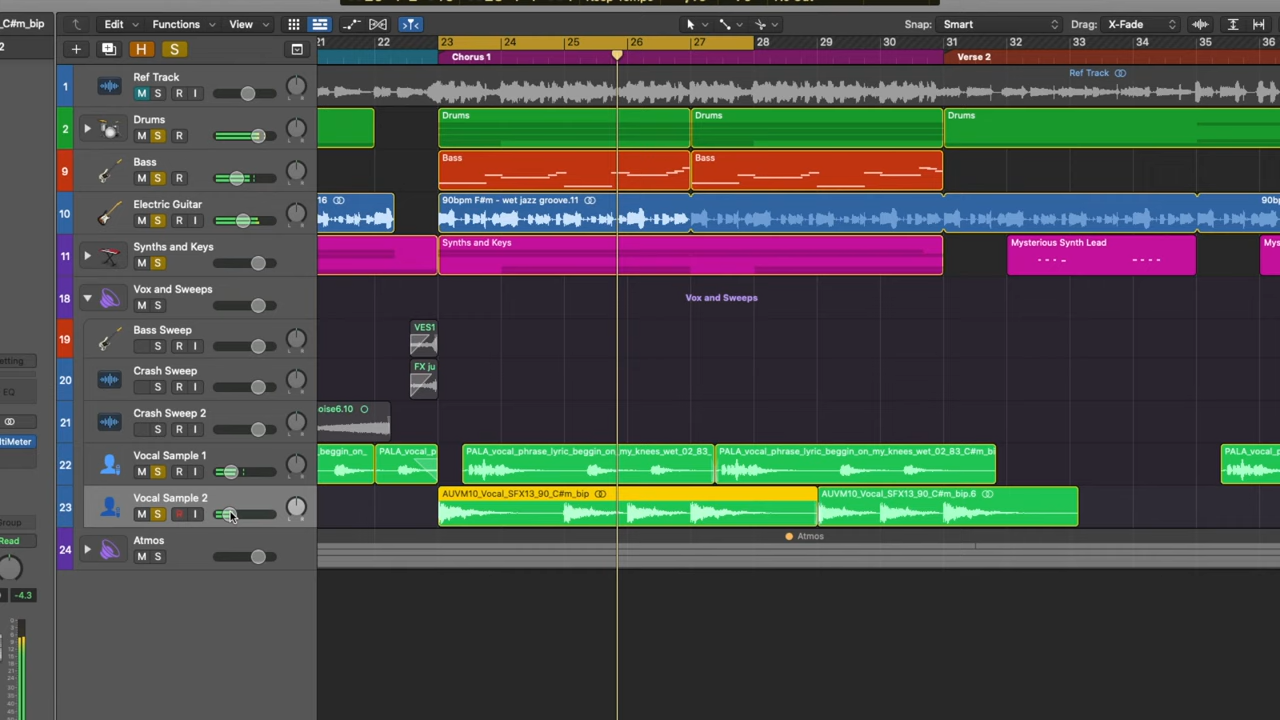 _C#m_bip
Edit
Functions
View
Snap:
Smart
Drag:
X-Fade
2
H
S
21
22
23
24
25
26
27
28
29
30
31
32
33
34
35
36
Chorus 1
Verse 2
1
Ref Track
M S R I
Ref Track
2
Drums
M S R
Drums
Drums
Drums
9
Bass
M S R
Bass
Bass
10
Electric Guitar
M S R I
16
90bpm F#m - wet jazz groove.11
90bp
11
Synths and Keys
M S
Synths and Keys
Mysterious Synth Lead
Mys
18
Vox and Sweeps
M S
Vox and Sweeps
19
Bass Sweep
S R I
VES1
20
Crash Sweep
S R I
FX ju
21
Crash Sweep 2
S R I
oise6.10
22
Vocal Sample 1
M S R I
_beggin_on_
PALA_vocal_p
PALA_vocal_phrase_lyric_beggin_on_my_knees_wet_02_83_
PALA_vocal_phrase_lyric_beggin_on_my_knees_wet_02_83_C#m_bi
PALA_vocal_p
23
Vocal Sample 2
M S R I
AUVM10_Vocal_SFX13_90_C#m_bip
AUVM10_Vocal_SFX13_90_C#m_bip.6
24
Atmos
M S
Atmos
etting
EQ
ltiMeter
Group
Read
-4.3